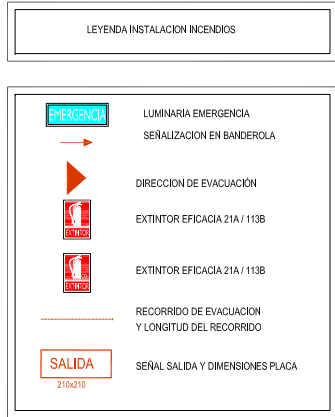 LEYENDA INSTALACION INCENDIOS
EMERGENCIA
LUMINARIA EMERGENCIA
SEÑALIZACION EN BANDEROLA
DIRECCION DE EVACUACIÓN
EXTINTOR
EXTINTOR EFICACIA 21A / 113B
EXTINTOR
EXTINTOR EFICACIA 21A / 113B
RECORRIDO DE EVACUACION
Y LONGITUD DEL RECORRIDO
SALIDA
210x210
SEÑAL SALIDA Y DIMENSIONES PLACA